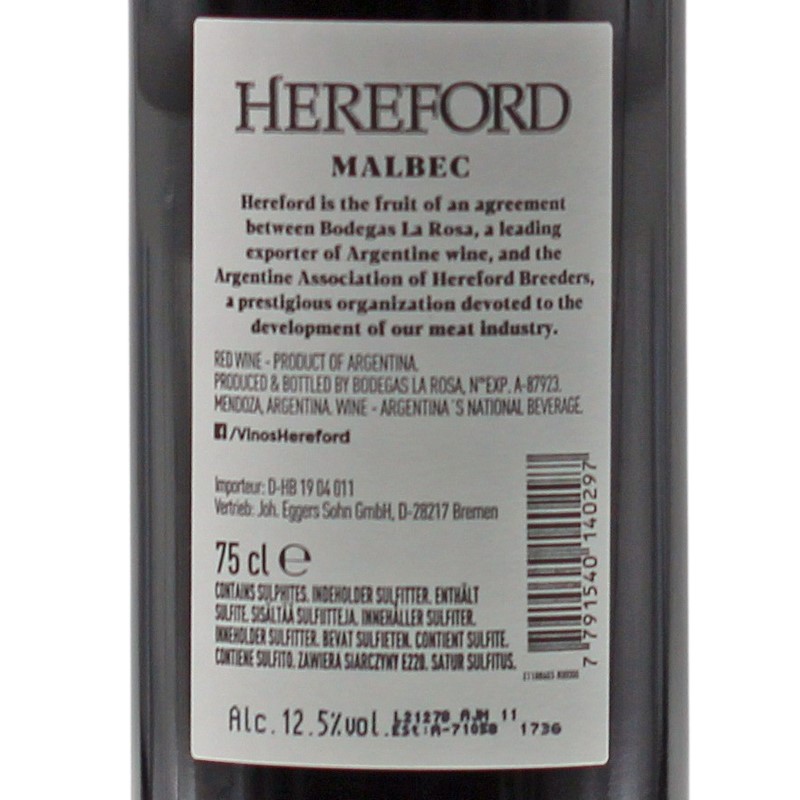 HEREFORD
MALBEC
Hereford is the fruit of an agreement
between Bodegas La Rosa, a leading
exporter of Argentine wine, and the
Argentine Association of Hereford Breeders,
a prestigious organization devoted to the
development of our meat industry.
RED WINE - PRODUCT OF ARGENTINA.
PRODUCED & BOTTLED BY BODEGAS LA ROSA, N°EXP. A-87923.
MENDOZA, ARGENTINA. WINE - ARGENTINA´S NATIONAL BEVERAGE.
/VinosHereford
Importeur: D-HB 19 04 011
Vertrieb: Joh. Eggers Sohn GmbH, D-28217 Bremen
75 cl e
CONTAINS SULPHITES. INDEHOLDER SULFITTER. ENTHÄLT
SULFITE. SISÄLTÄÄ SULFIITTEJA. INNEHÅLLER SULFITER.
INNEHOLDER SULFITTER. BEVAT SULFIETEN. CONTIENT SULFITE.
CONTIENE SULFITO. ZAWIERA SIARCZYNY E220. SATUR SULFITUS.
7 791540 140297
Alc.12.5%vol.
L21270 AJM 11
Est:A-71058 1736